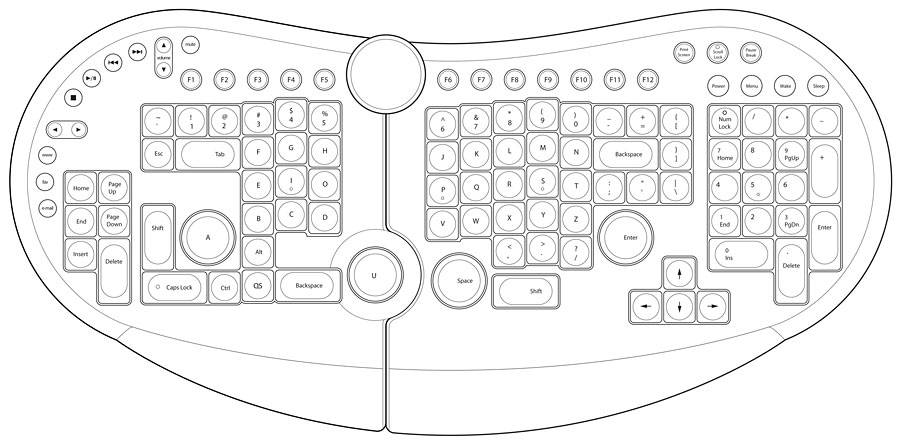 mute
volume
Print
Screen
Scroll
Lock
Pause
Break
F1 F2 F3 F4 F5 F6 F7 F8 F9 F10 F11 F12
Power Menu Wake Sleep
~ ! @ # $ %
` 1 2 3 4 5
^ & * ( ) _ + {
6 7 8 9 0 - = [
Num
Lock
/ * -
www
Esc Tab F G H
J K L M N Backspace }
]
7 8 9
Home PgUp
+
file
Home Page
Up
E I O
P Q R S T : " |
; ' \
4 5 6
e-mail
End Page
Down
Shift A B C D
V W X Y Z Enter
1 2 3
End PgDn
Enter
Insert Delete
Alt
< > ?
, . /
0 .
Ins Delete
U
Space
Caps Lock Ctrl QS Backspace
Shift